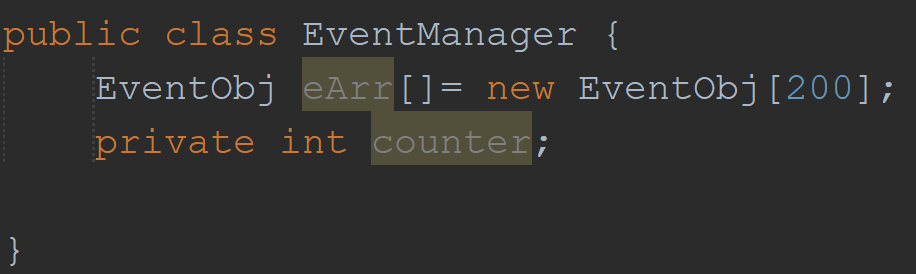 public class EventManager {
EventObj eArr[]= new EventObj[200];
private int counter;
}